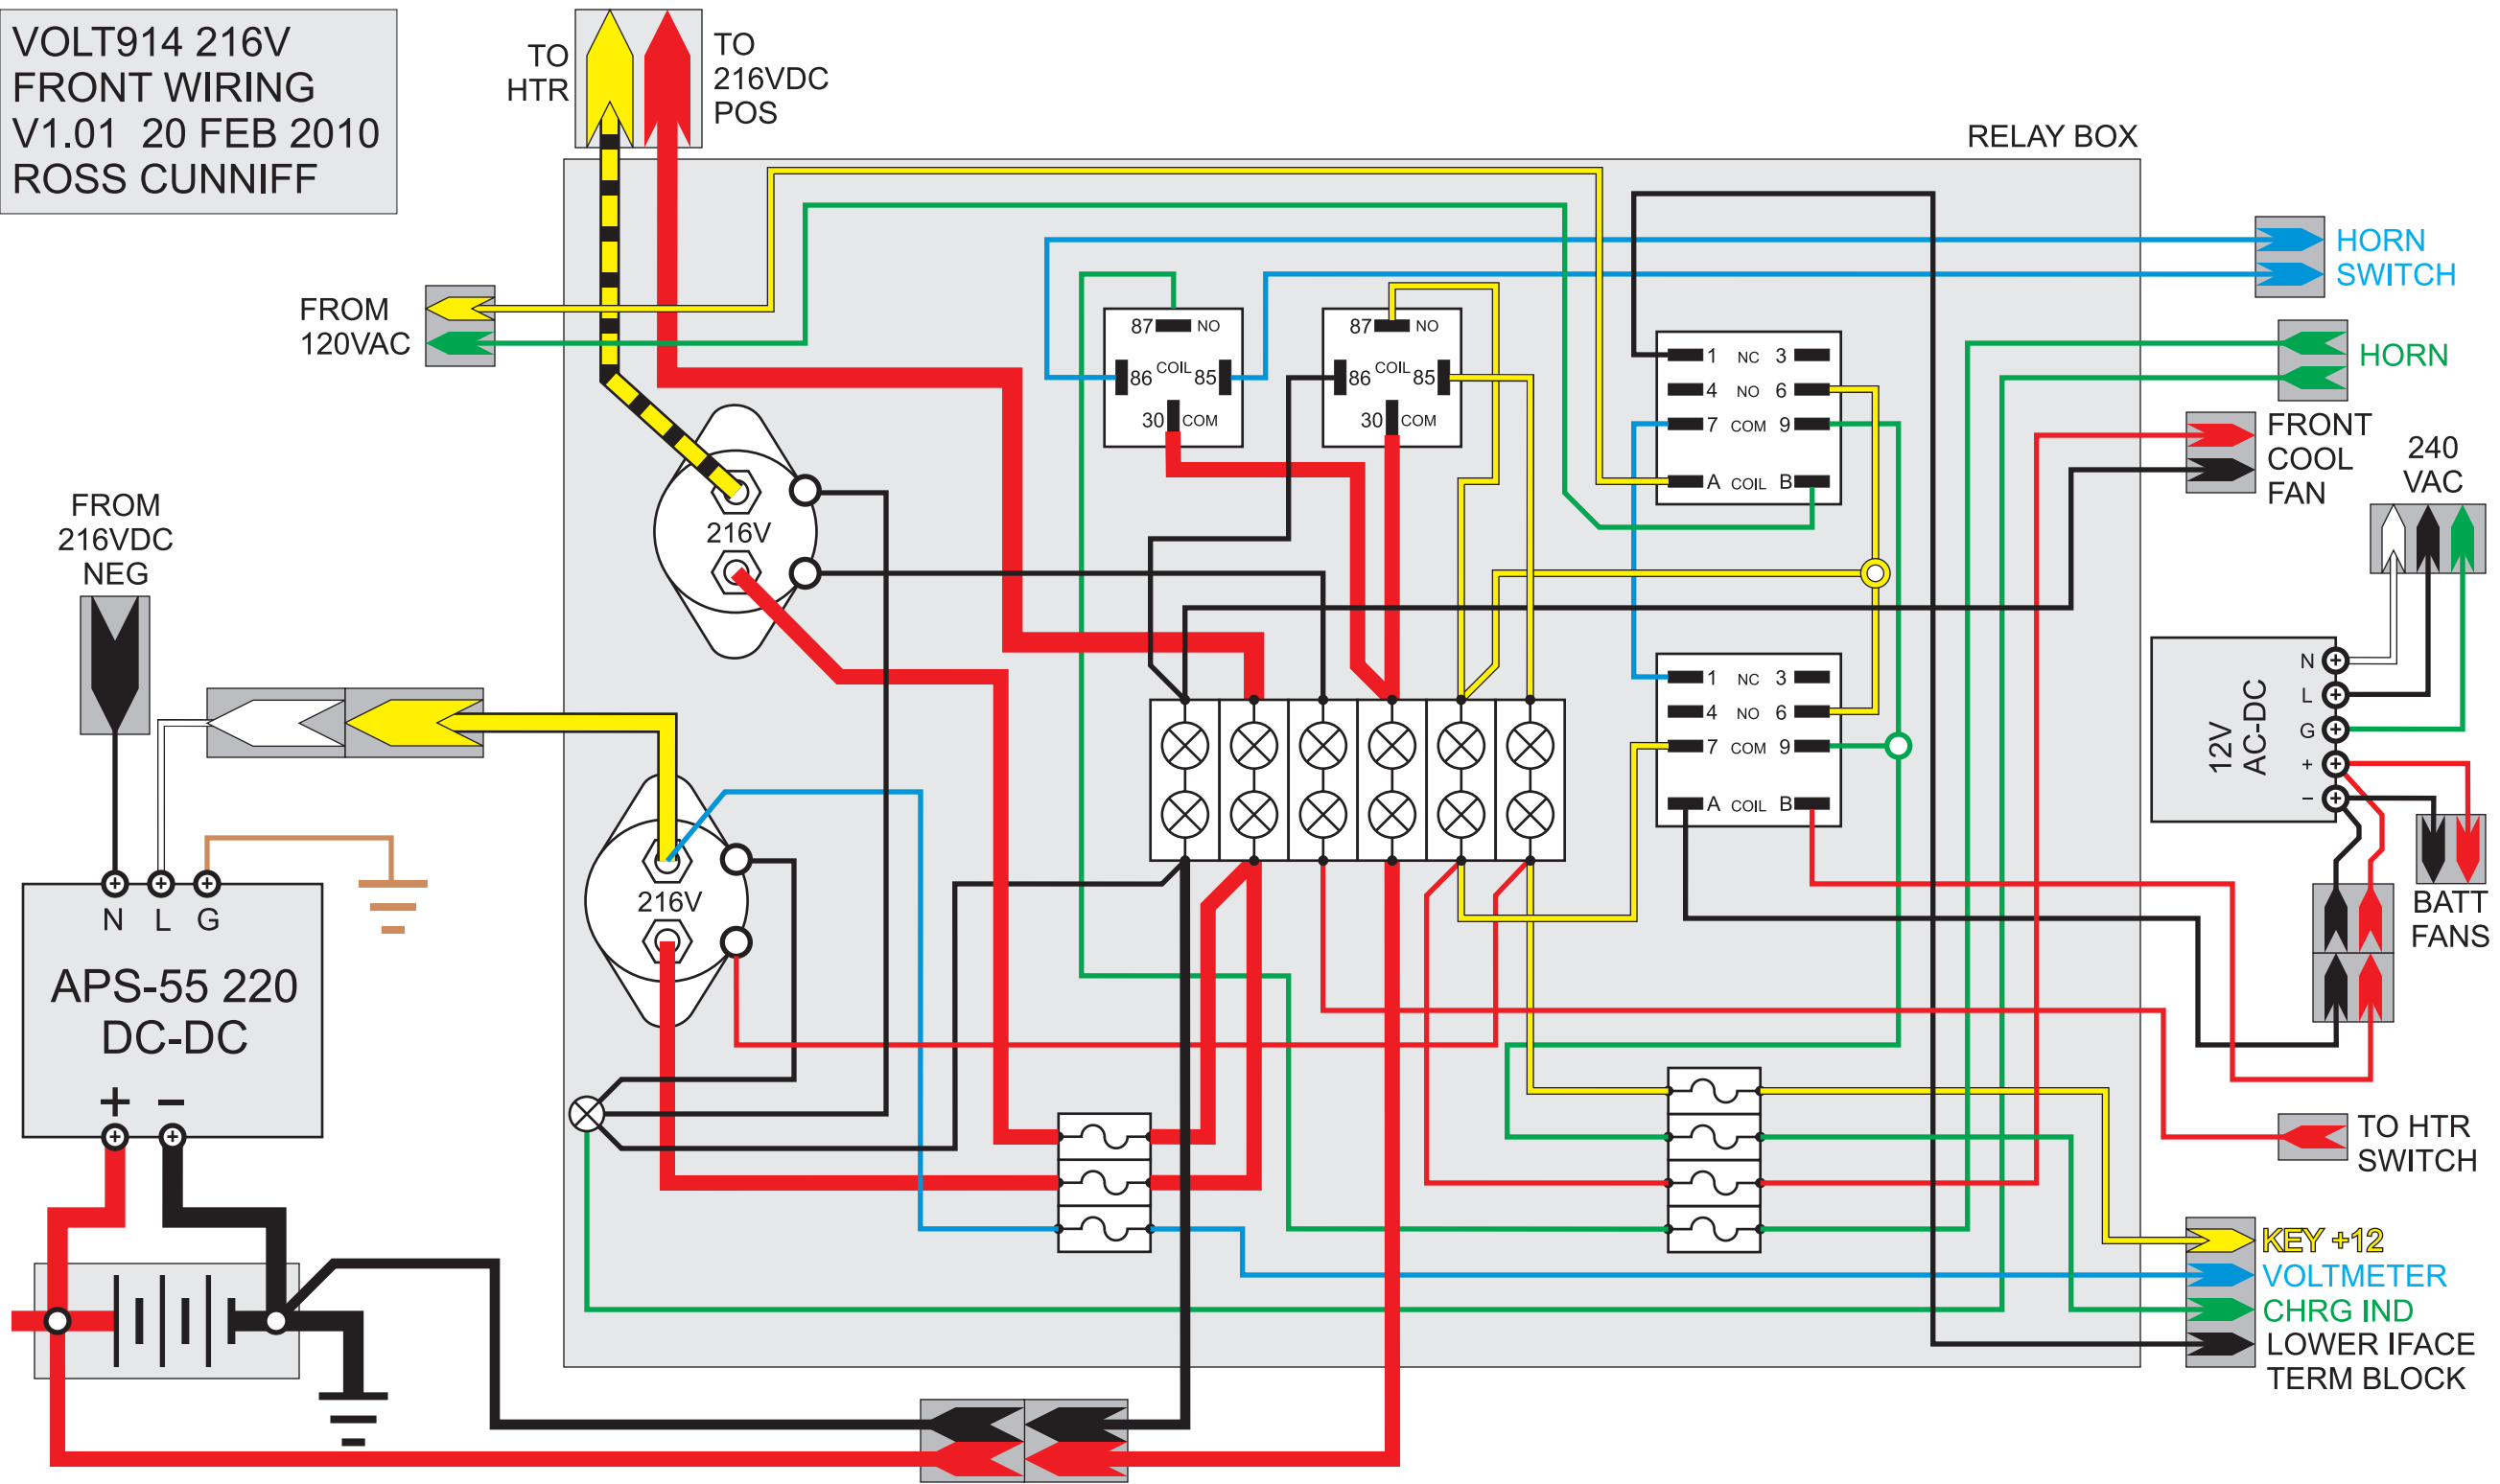 VOLT914 216V
FRONT WIRING
V1.01 20 FEB 2010
ROSS CUNNIFF
TO
HTR
TO
216VDC
POS
RELAY BOX
FROM
120VAC
HORN
SWITCH
HORN
FRONT
COOL
FAN
240
VAC
87 NO
86 COIL 85
30 COM
87 NO
86 COIL 85
30 COM
1 NC 3
4 NO 6
7 COM 9
A COIL B
FROM
216VDC
NEG
216V
1 NC 3
4 NO 6
7 COM 9
A COIL B
12V
AC-DC
N
L
G
+
−
BATT
FANS
216V
N L G
APS-55 220
DC-DC
+ −
TO HTR
SWITCH
KEY +12
VOLTMETER
CHRG IND
LOWER IFACE
TERM BLOCK